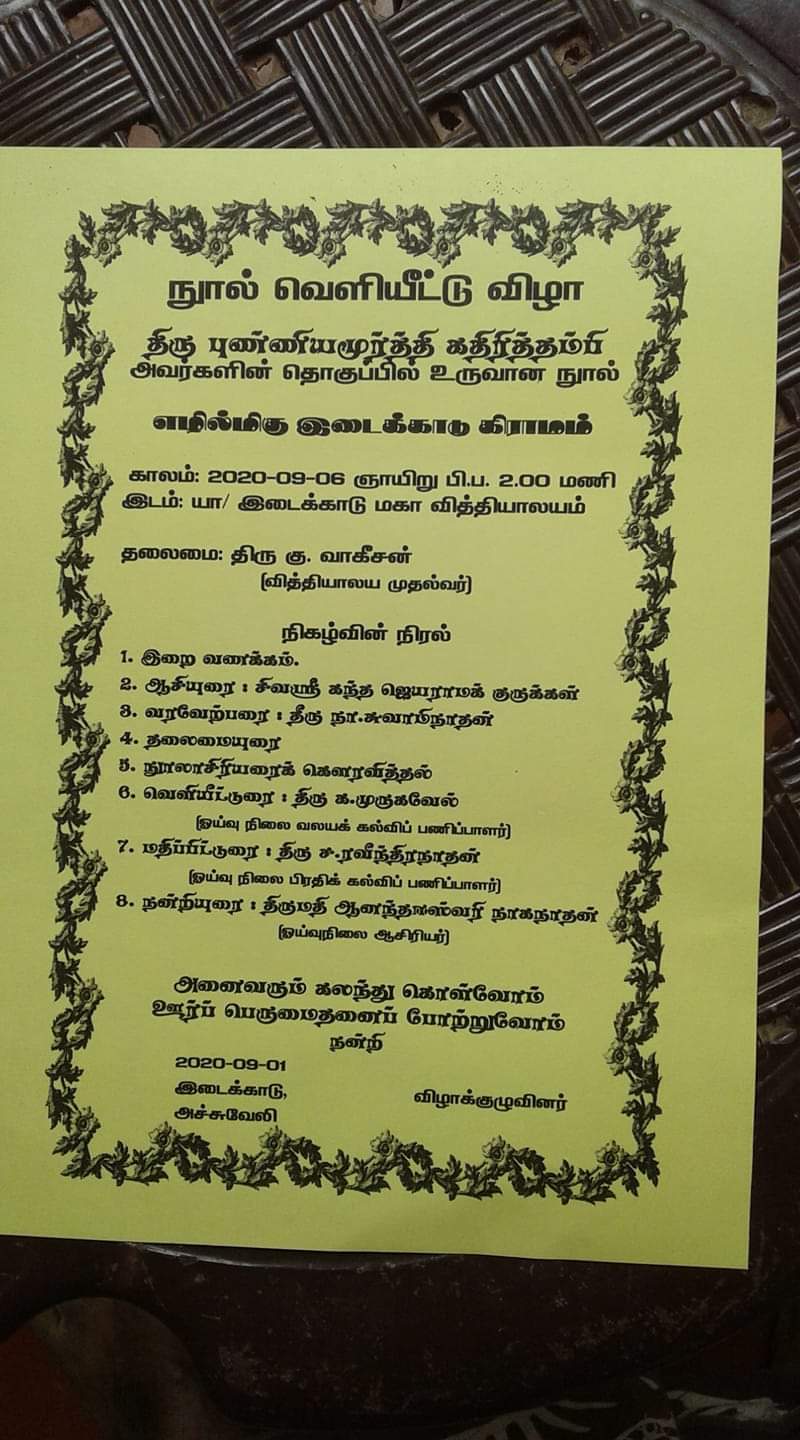 நூல் வெளியீட்டு விழா
திரு புண்ணியமூர்த்தி கதிரித்தம்பி
அவர்களின் தொகுப்பில் உருவான நூல்
எழில்மிகு இடைக்காடு கிராமம்
காலம்: 2020-09-06 ஞாயிறு பி.ப. 2.00 மணி
இடம்: யா/ இடைக்காடு மகா வித்தியாலயம்
தலைமை: திரு கு. வாகீசன்
(வித்தியாலய முதல்வர்)
நிகழ்வின் நிரல்
1. இறை வணக்கம்.
2. ஆசியுரை : சிவஸ்ரீ கந்த ஜெயராமக் குருக்கள்
3. வரவேற்பரை : தீரு நா.சுவாமிநாதன்
4. தலைமையுரை
5. நூலாசிரியரைக் கௌரவித்தல்
6. வெளியீட்டுரை : திரு க.முருகவேல்
(ஓய்வு நிலை வலயக் கல்விப் பணிப்பாளர்)
7. மதிப்பிட்டுரை : திரு ச.ரவீந்திரநாதன்
(ஓய்வு நிலை பிரதிக் கல்விப் பணிப்பாளர்)
8. நன்றியுரை : திருமதி ஆனந்தஈஸ்வரி நாகநாதன்
(ஓய்வுநிலை ஆசிரியர்)
அனைவரும் கலந்து கொள்வோம்
ஊர்ப் பெருமைதனைப் போற்றுவோம்
நன்றி
2020-09-01
இடைக்காடு,
அச்சுவேலி
விழாக்குழுவினர்